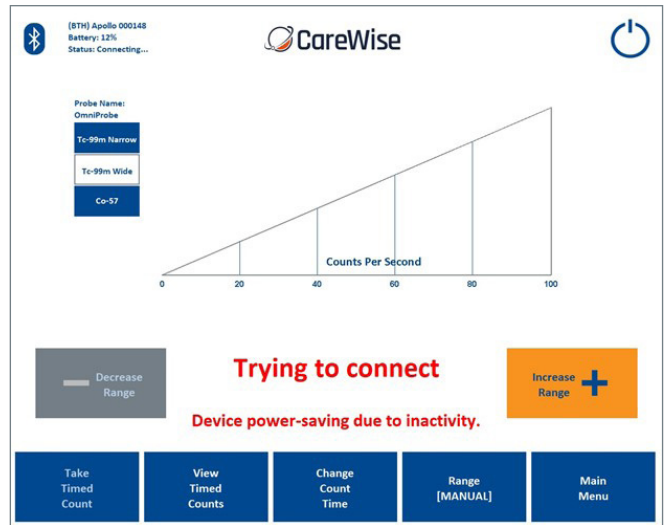 (BTH) Apollo 000148
Battery: 12%
Status: Connecting...
CareWise
Probe Name:
OmniProbe
Tc-99m Narrow
Tc-99m Wide
Co-57
Counts Per Second
0 20 40 60 80 100
Decrease
Range
Trying to connect
Increase
Range
Device power-saving due to inactivity.
Take
Timed
Count
View
Timed
Counts
Change
Count
Time
Range
[MANUAL]
Main
Menu